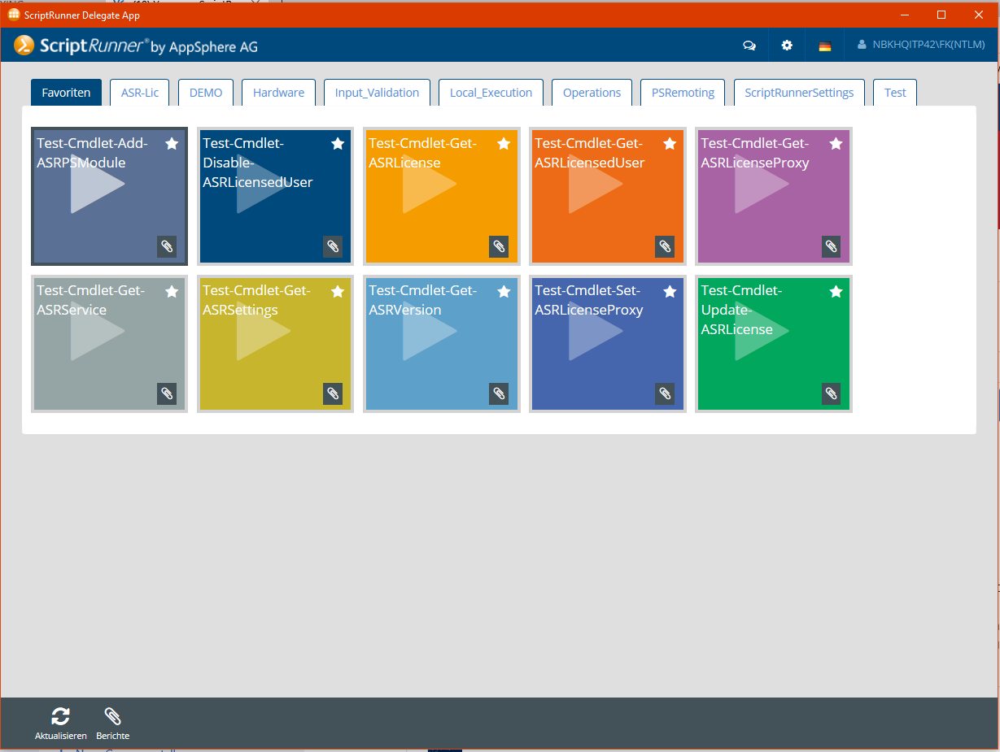 ScriptRunner Delegate App
ScriptRunner® by AppSphere AG
NBKHQITP42\FK(NTLM)
Favoriten ASR-Lic DEMO Hardware Input_Validation Local_Execution Operations PSRemoting ScriptRunnerSettings Test
Test-Cmdlet-Add-
ASRPSModule
Test-Cmdlet-
Disable-
ASRLicensedUser
Test-Cmdlet-Get-
ASRLicense
Test-Cmdlet-Get-
ASRLicensedUser
Test-Cmdlet-Get-
ASRLicenseProxy
Test-Cmdlet-Get-
ASRService
Test-Cmdlet-Get-
ASRSettings
Test-Cmdlet-Get-
ASRVersion
Test-Cmdlet-Set-
ASRLicenseProxy
Test-Cmdlet-
Update-
ASRLicense
Aktualisieren Berichte